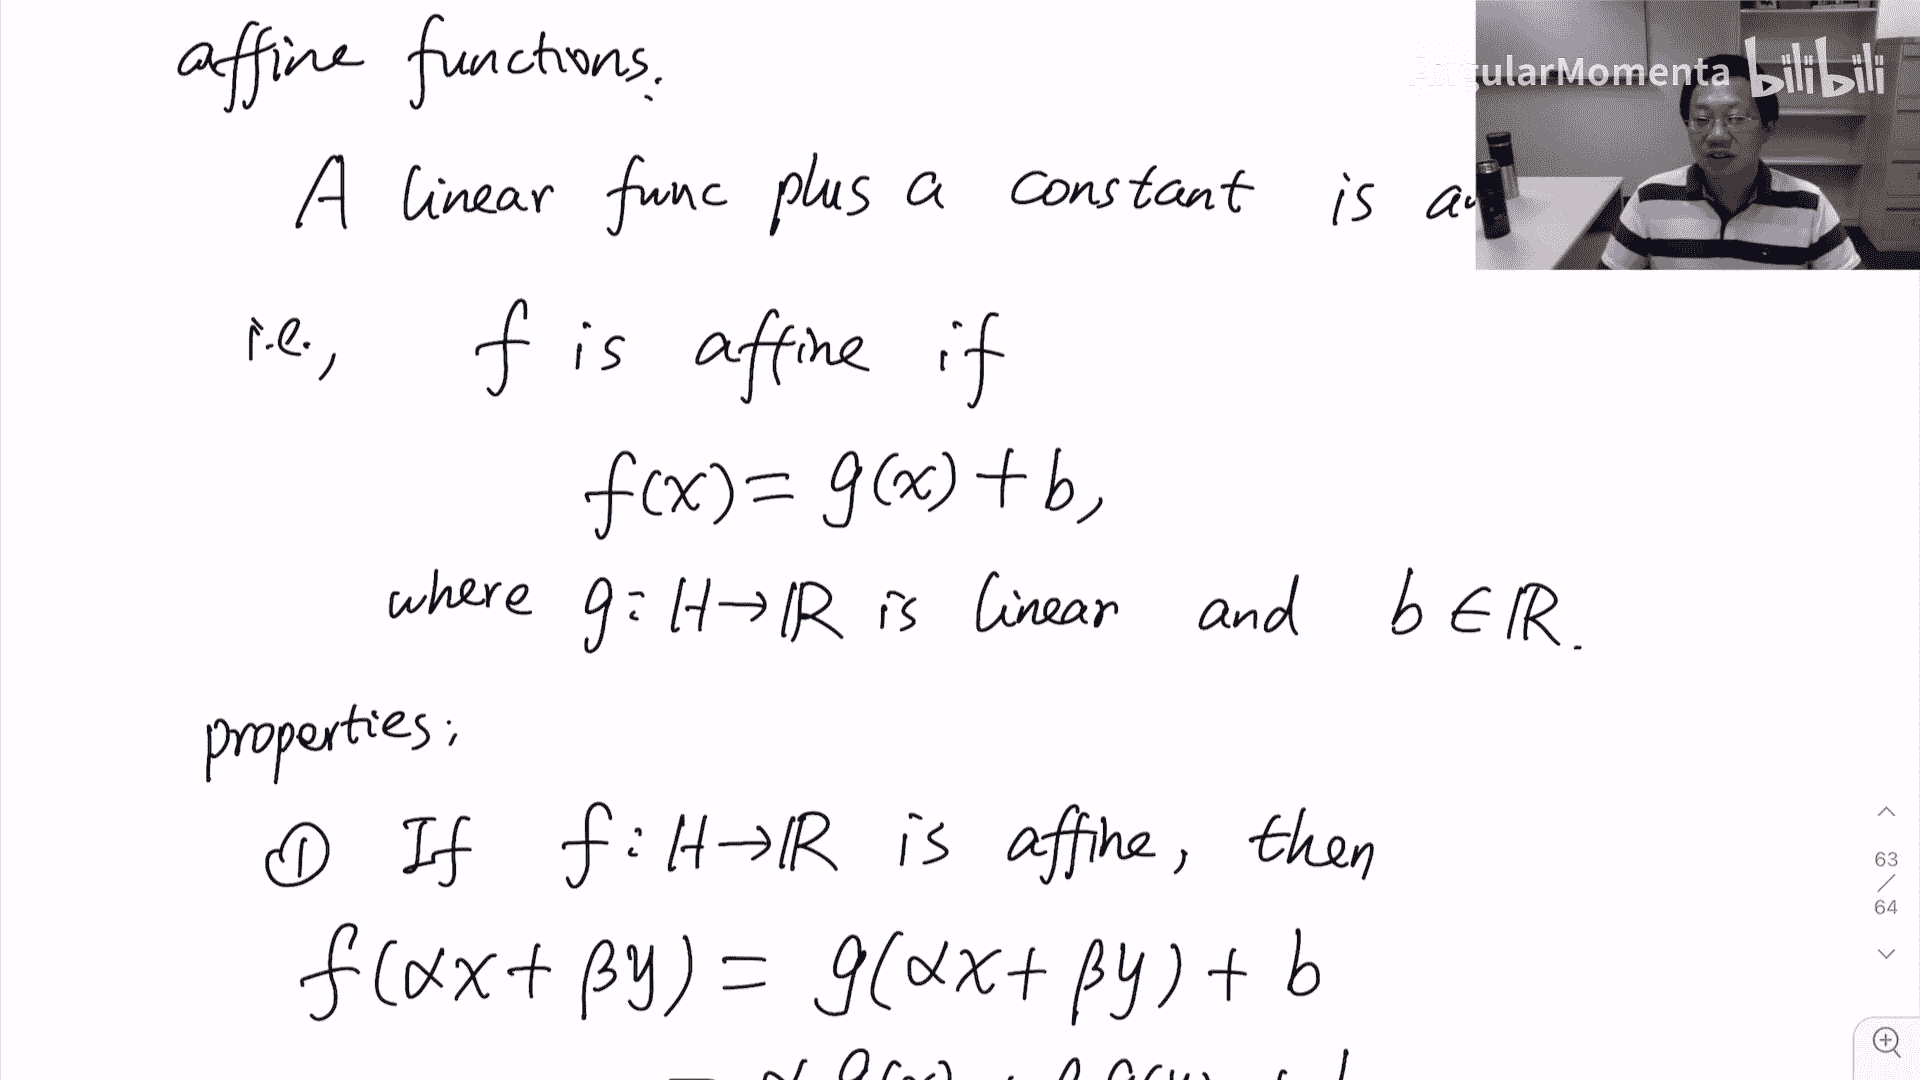 affine functions.
A linear func plus a constant is
i.e., f is affine if
f(x) = g(x) + b,
where g: H → ℝ is linear and b ∈ ℝ.
properties:
① If f: H → ℝ is affine, then
f(αx + βy) = g(αx + βy) + b
AngularMomenta bilibili
63
/
64